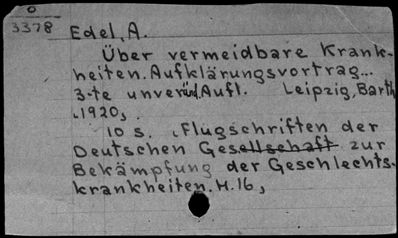 0
3378
Edel, A.
Über vermeidbare Krank-
heiten. Aufklärungsvortrag...
3-te unveränd. Aufl. Leipzig, Barth
1920,
10 S. (Flugschriften der
Deutschen Gesellschaft zur
Bekämpfung der Geschlechts-
krankheiten. H. 16,